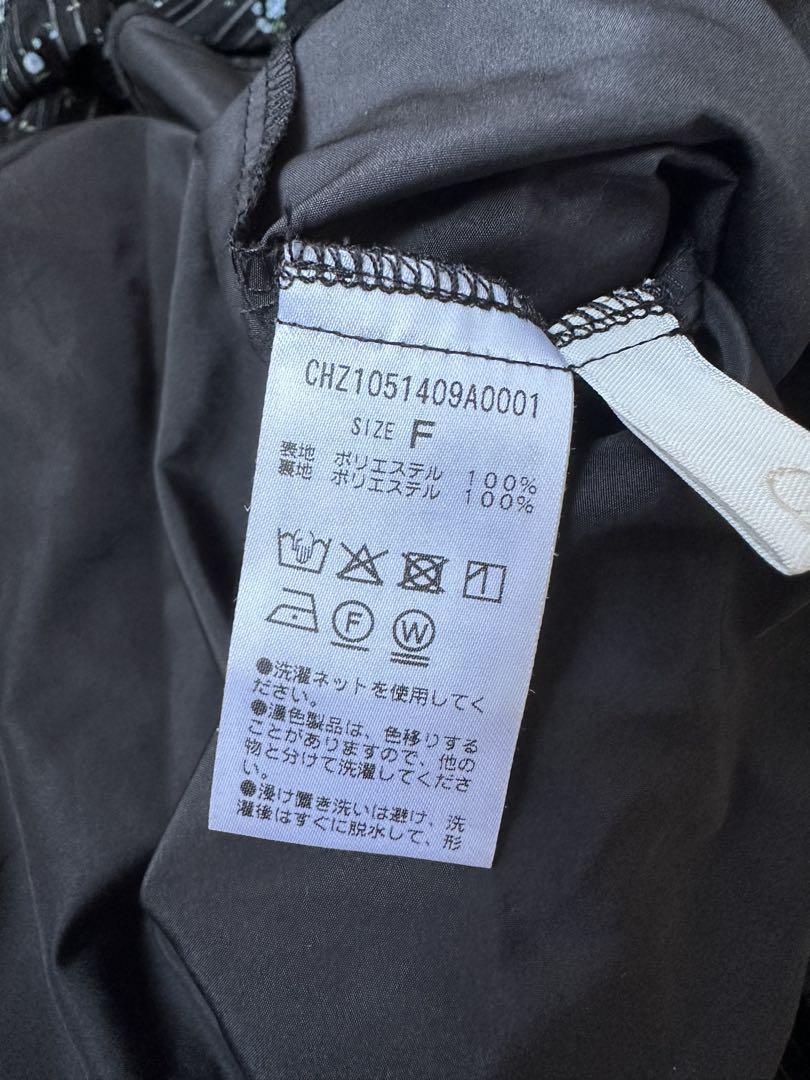 CHZ1051409A0001
SIZE F
表地 ポリエステル 100%
裏地 ポリエステル 100%
F W
●洗濯ネットを使用してく
ださい。
●濃色製品は、色移りする
ことがありますので、他の
物と分けて洗濯してくださ
い。
●浸け置き洗いは避け、洗
濯後はすぐに脱水して、形